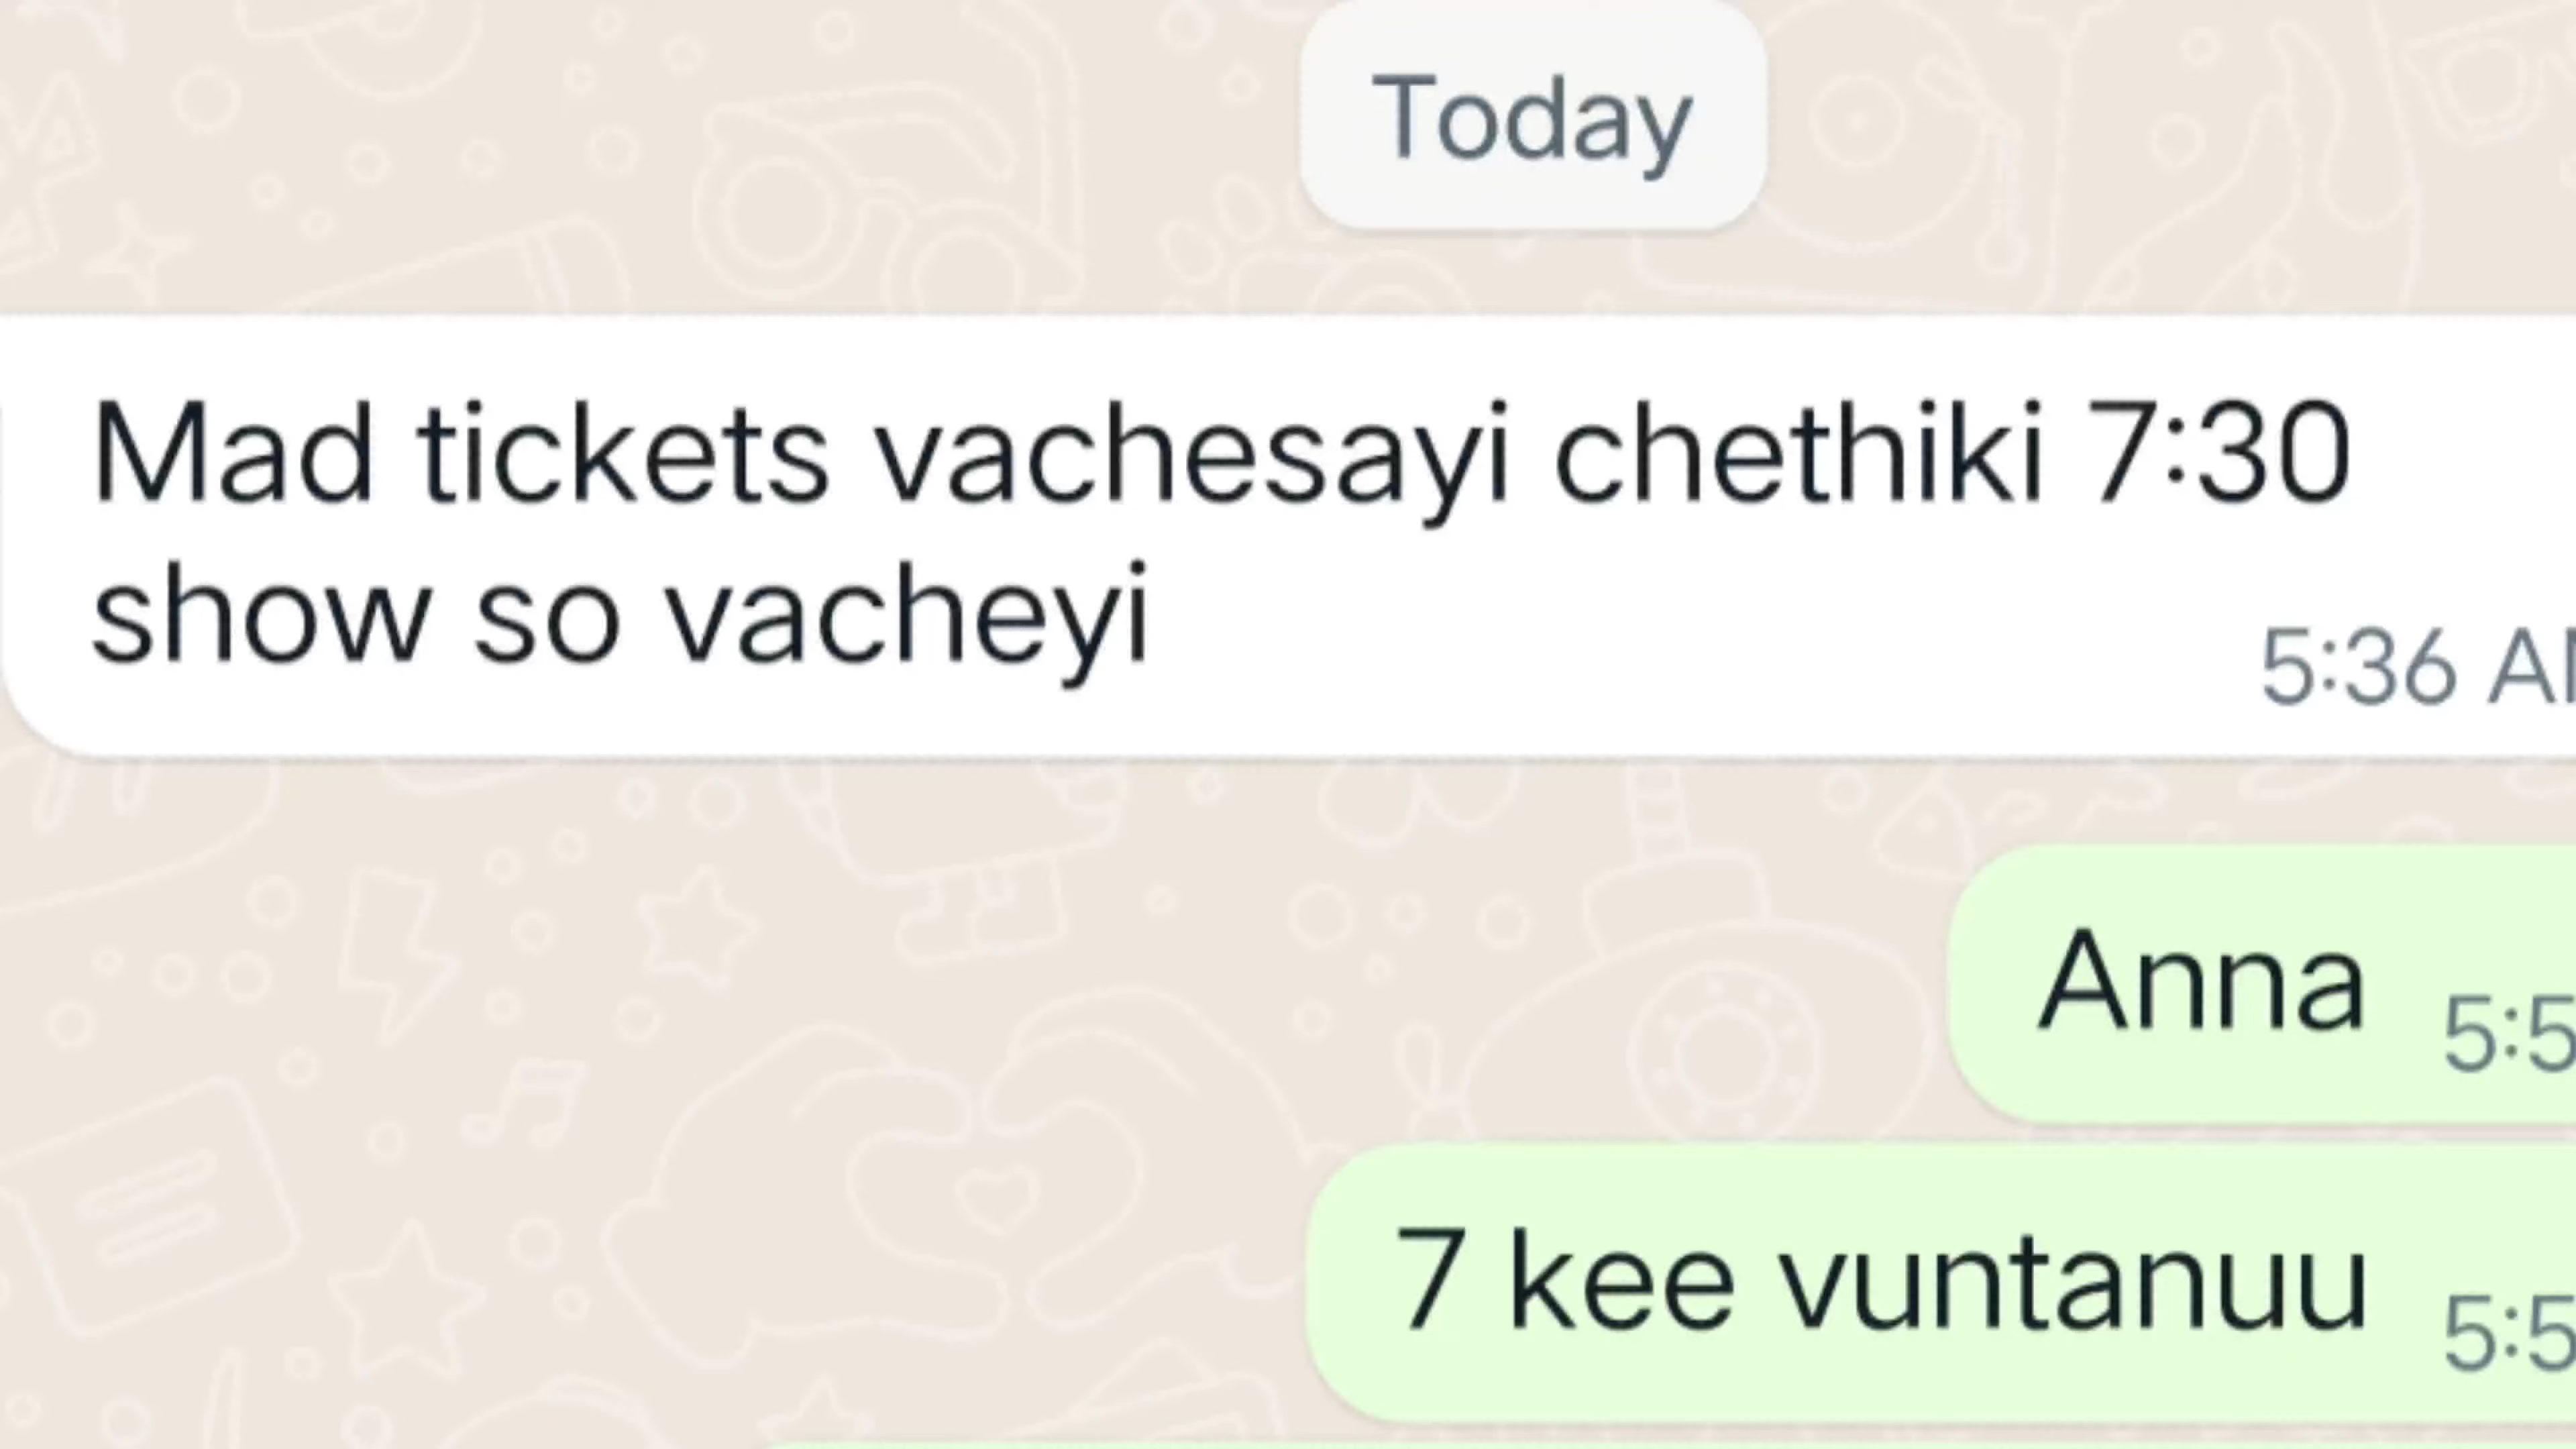 Today
Mad tickets vachesayi chethiki 7:30
show so vacheyi
5:36
Anna
7 kee vuntanuu